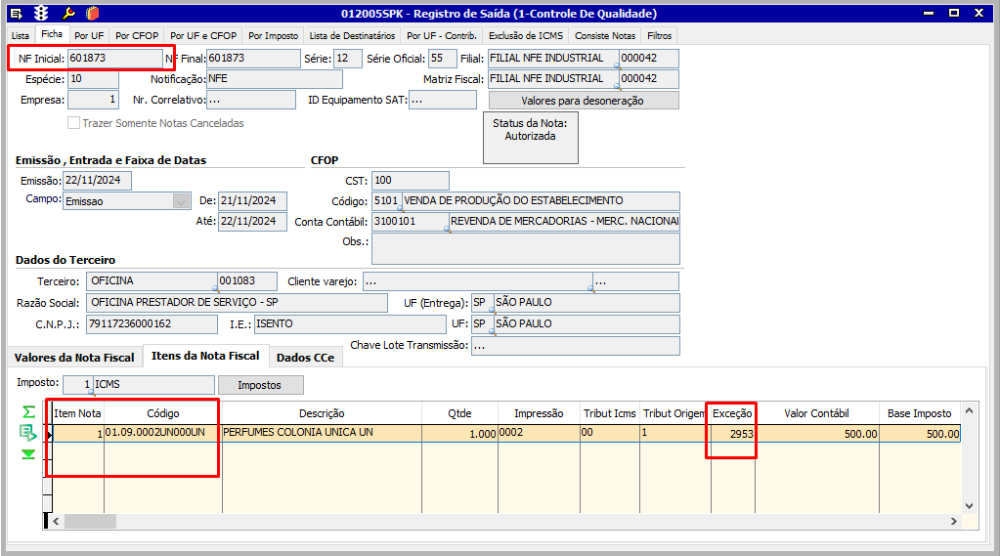 012005SPK - Registro de Saída (1-Controle De Qualidade)
Lista Ficha Por UF Por CFOP Por UF e CFOP Por Imposto Lista de Destinatários Por UF - Contrib. Exclusão de ICMS Consiste Notas Filtros
NF Inicial: 601873 NF Final: 601873 Série: 12 Série Oficial: 55 Filial: FILIAL NFE INDUSTRIAL 000042
Espécie: 10 Notificação: NFE Matriz Fiscal: FILIAL NFE INDUSTRIAL 000042
Empresa: 1 Nr. Correlativo: ... ID Equipamento SAT: ... Valores para desoneração
Trazer Somente Notas Canceladas
Status da Nota:
Autorizada
Emissão , Entrada e Faixa de Datas CFOP
Emissão: 22/11/2024 CST: 100
Campo: Emissao De: 21/11/2024 Código: 5101 VENDA DE PRODUÇÃO DO ESTABELECIMENTO
Até: 22/11/2024 Conta Contábil: 3100101 REVENDA DE MERCADORIAS - MERC. NACIONAI
Obs.:
Dados do Terceiro
Terceiro: OFICINA 001083 Cliente varejo: ... ...
Razão Social: OFICINA PRESTADOR DE SERVIÇO - SP UF (Entrega): SP SÃO PAULO
C.N.P.J.: 79117236000162 I.E.: ISENTO UF: SP SÃO PAULO
Chave Lote Transmissão: ...
Valores da Nota Fiscal Itens da Nota Fiscal Dados CCe
Imposto: 1 ICMS Impostos
Item Nota Código Descrição Qtde Impressão Tribut Icms Tribut Origem Exceção Valor Contábil Base Imposto
1 01.09.0002UN000UN PERFUMES COLONIA UNICA UN 1.000 0002 00 1 2953 500.00 500.00